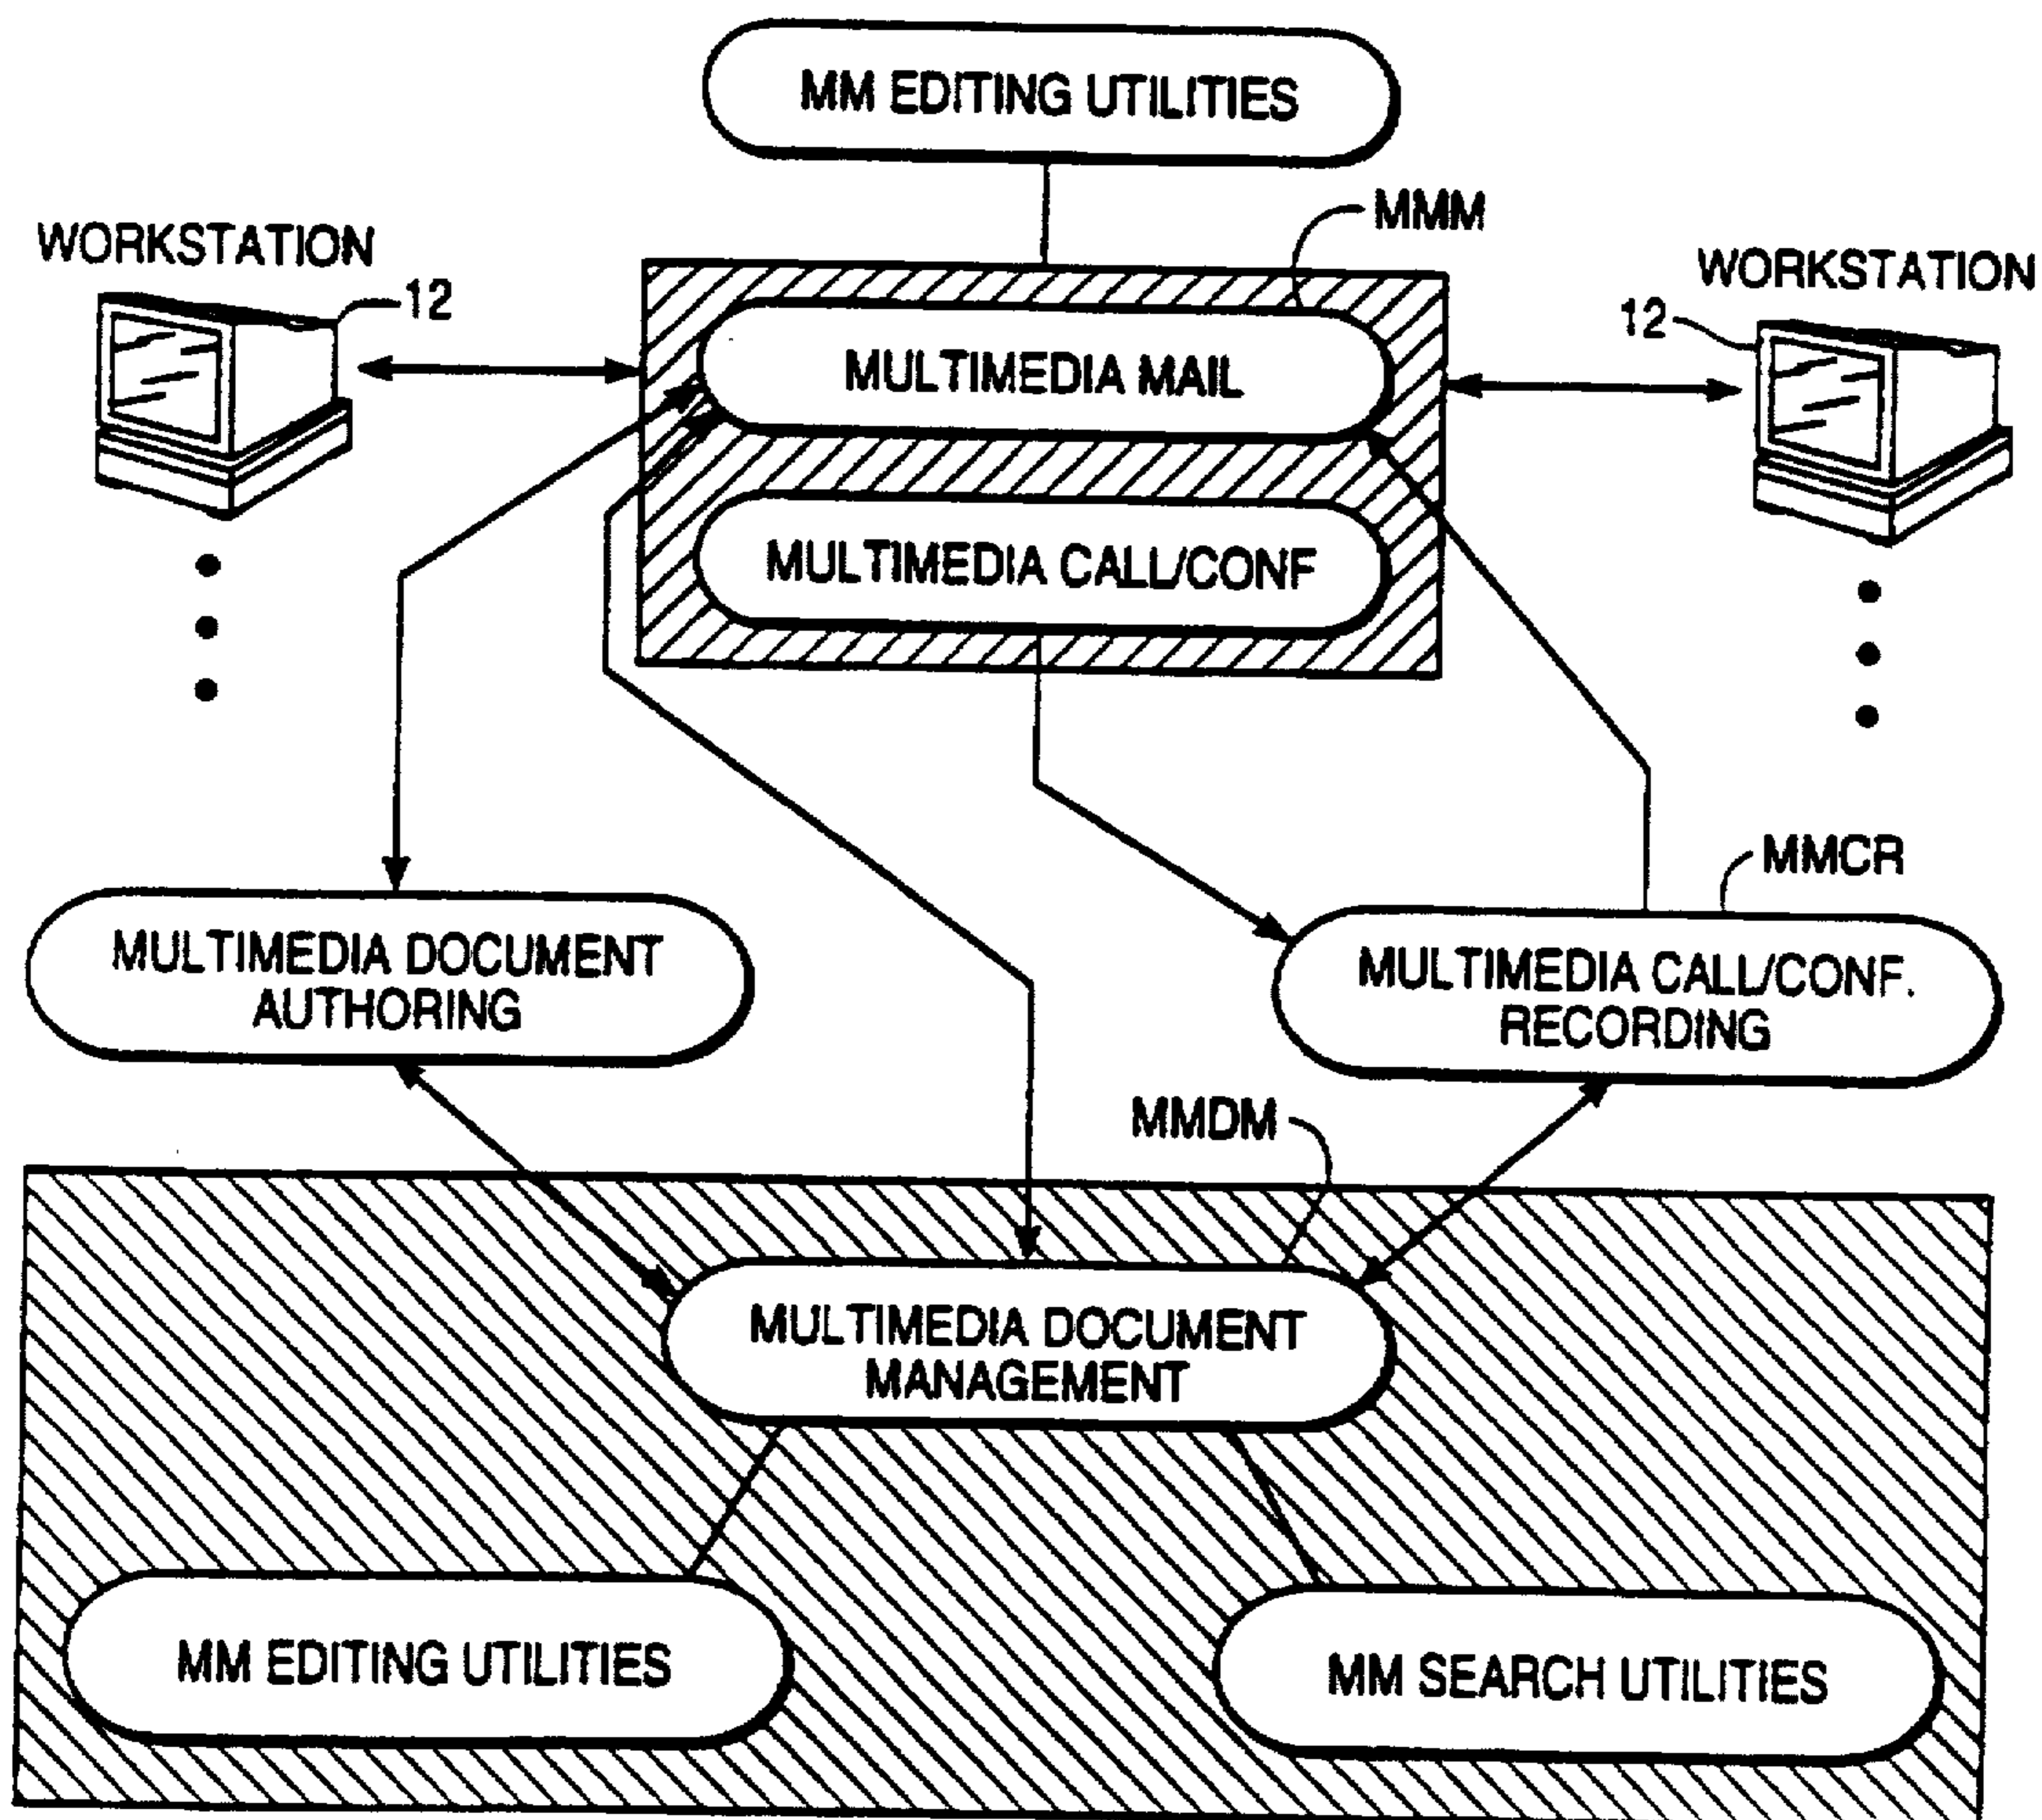 MM EDITING UTILITIES
MMM
WORKSTATION
12
WORKSTATION
12
MULTIMEDIA MAIL
MULTIMEDIA CALL/CONF
MMCR
MULTIMEDIA DOCUMENT
AUTHORING
MULTIMEDIA CALL/CONF.
RECORDING
MMDM
MULTIMEDIA DOCUMENT
MANAGEMENT
MM EDITING UTILITIES
MM SEARCH UTILITIES